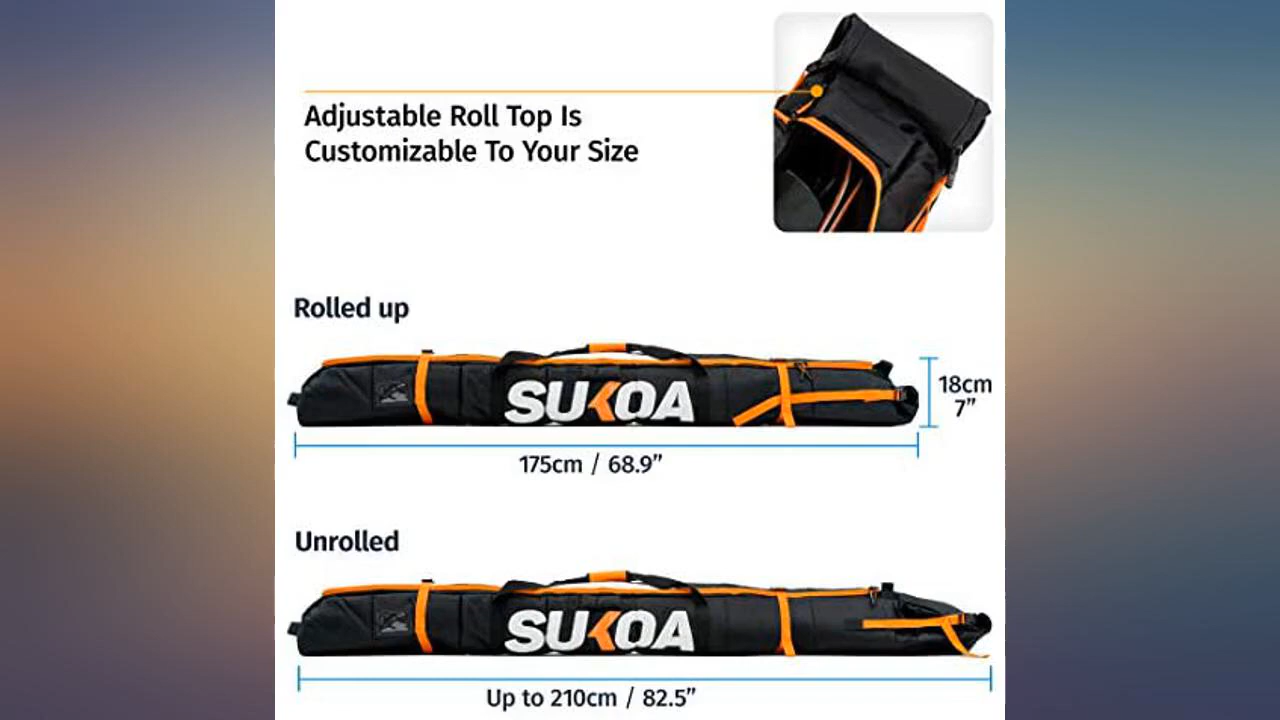 Adjustable Roll Top Is
Customizable To Your Size
Rolled up
SUKOA
18cm
7”
175cm / 68.9”
Unrolled
SUKOA
Up to 210cm / 82.5”